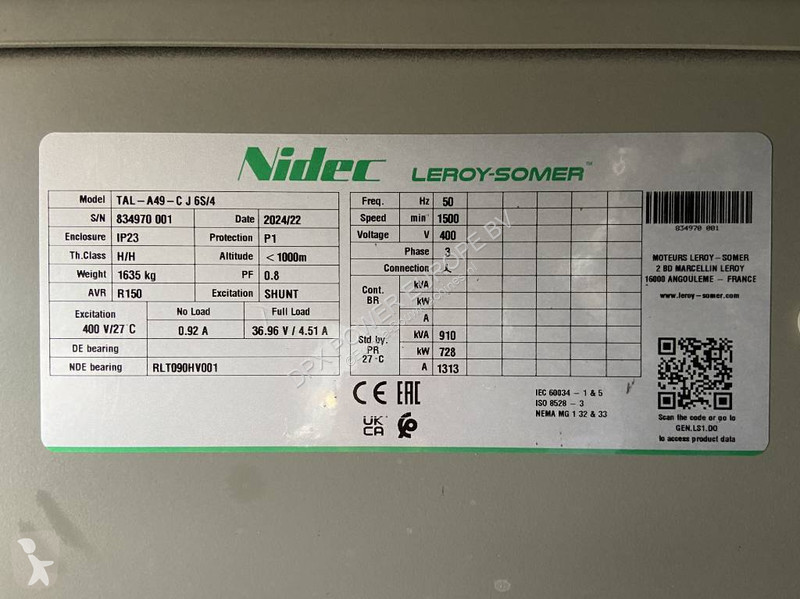 Nidec LEROY-SOMER™
Model TAL-A49-C J 6S/4
S/N 834970 001 Date 2024/22
Enclosure IP23 Protection P1
Th.Class H/H Altitude <1000m
Weight 1635 kg PF 0.8
AVR R150 Excitation SHUNT
Excitation No Load Full Load
400 V/27°C 0.92 A 36.96 V / 4.51 A
DE bearing
NDE bearing RLT090HV001
Freq. Hz 50
Speed min⁻¹ 1500
Voltage V 400
Phase 3
Connection
Cont. BR kVA
kW
A
Std by. PR 27°C kVA 910
kW 728
A 1313
CE EAC
UK CA
IEC 60034 - 1 & 5
ISO 8528 - 3
NEMA MG 1 32 & 33
834970 001
MOTEURS LEROY-SOMER
2 BD MARCELLIN LEROY
16000 ANGOULEME - FRANCE
www.leroy-somer.com
Scan the code or go to
GEN.LS1.DO
to access product data
DPX POWER EUROPE BV